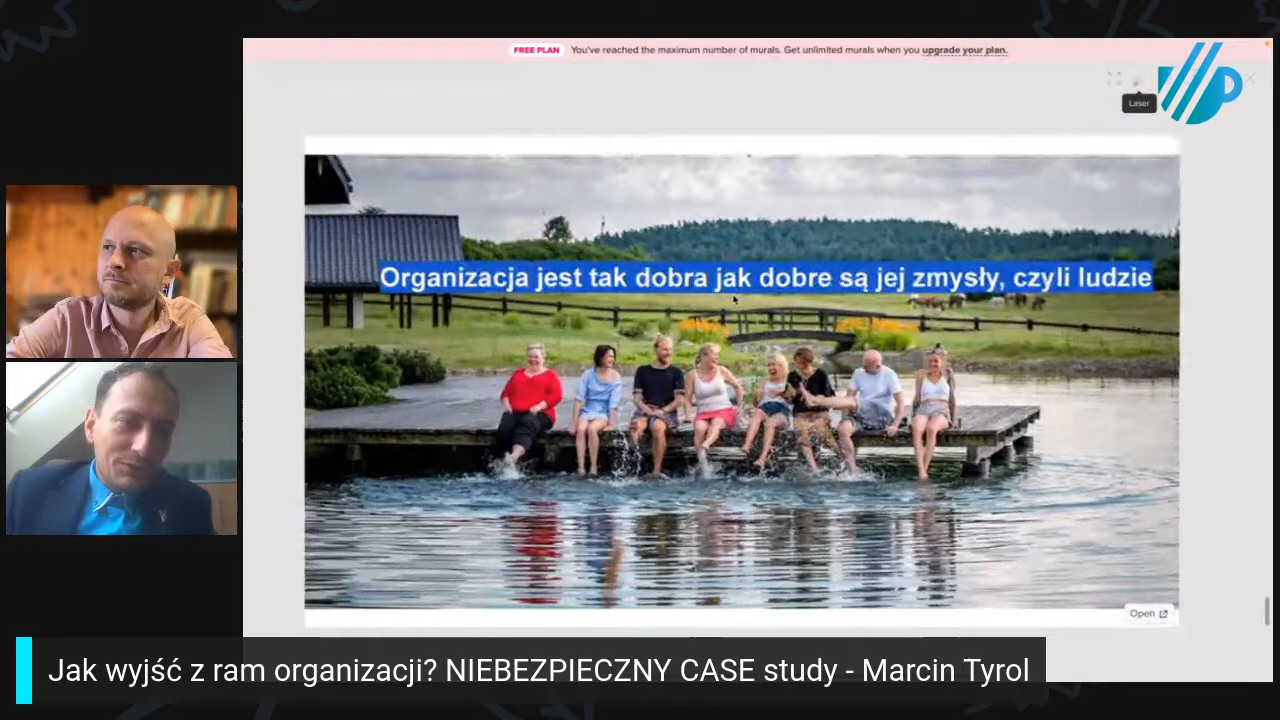 FREE PLAN You've reached the maximum number of murals. Get unlimited murals when you upgrade your plan.
Laser
Organizacja jest tak dobra jak dobre są jej zmysły, czyli ludzie
Open
Jak wyjść z ram organizacji? NIEBEZPIECZNY CASE study - Marcin Tyrol